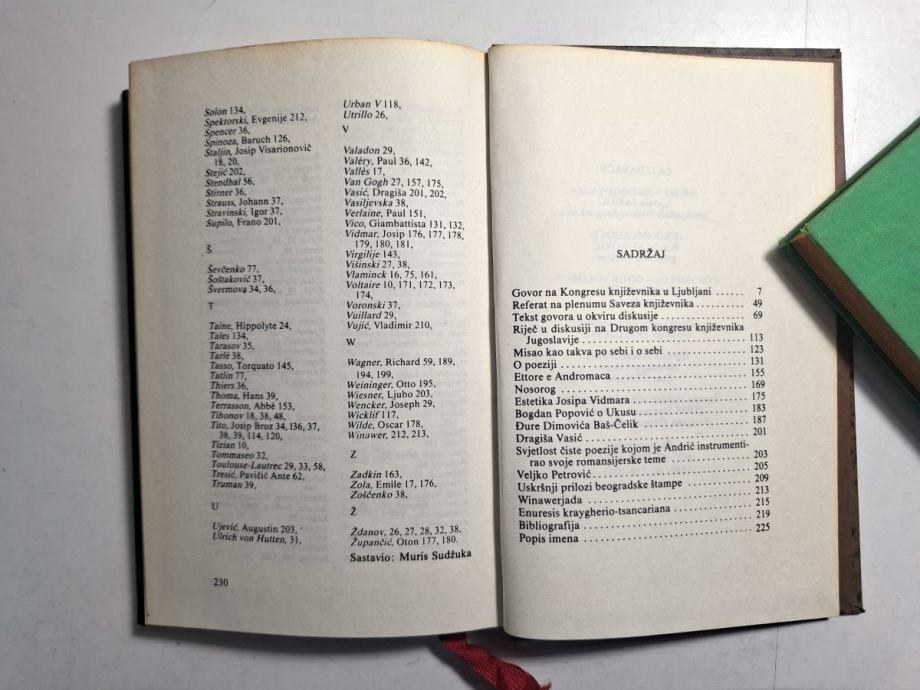 Solon 134,
Spektorski, Evgenije 212,
Spencer 36,
Spinoza, Baruch 126,
Staljin, Josip Visarionovič
18, 20,
Stejić 202,
Stendhal 56,
Stirner 36,
Strauss, Johann 37,
Stravinski, Igor 37,
Supilo, Frano 201,
Š
Ševčenko 77,
Šoštaković 37,
Švermova 34, 36,
T
Taine, Hippolyte 24,
Tales 134,
Tarasov 35,
Tarle 38,
Tasso, Torquato 145,
Tatlin 77,
Thiers 36,
Thoma, Hans 39,
Terrasson, Abbé 153,
Tihonov 18, 38, 48,
Tito, Josip Broz 34, 136, 37,
38, 39, 114, 120,
Tizian 10,
Tommaseo 32,
Toulouse-Lautrec 29, 33, 58,
Tresić, Pavičić Ante 62,
Truman 39,
U
Ujević, Augustin 203,
Ulrich von Hutten, 31,
230
Urban V 118,
Utrillo 26,
V
Valadon 29,
Valéry, Paul 36, 142,
Vallès 17,
Van Gogh 27, 157, 175,
Vasić, Dragiša 201, 202,
Vasiljevska 38,
Verlaine, Paul 151,
Vico, Giambattista 131, 132,
Vidmar, Josip 176, 177, 178,
179, 180, 181,
Virgilije 143,
Višinski 27, 38,
Vlaminck 16, 75, 161,
Voltaire 10, 171, 172, 173,
174,
Voronski 37,
Vuillard 29,
Vujić, Vladimir 210,
W
Wagner, Richard 59, 189,
194, 199,
Weininger, Otto 195,
Wiesner, Ljubo 203,
Wencker, Joseph 29,
Wicklif 117,
Wilde, Oscar 178,
Winawer, 212, 213,
Z
Zadkin 163,
Zola, Emile 17, 176,
Zoščenko 38,
Ž
Ždanov, 26, 27, 28, 32, 38,
Župančić, Oton 177, 180.
Sastavio: Muris Sudžuka
SADRŽAJ
Govor na Kongresu književnika u Ljubljani ...... 7
Referat na plenumu Saveza književnika .......... 49
Tekst govora u okviru diskusije ................ 69
Riječ u diskusiji na Drugom kongresu književnika
Jugoslavije .................... 113
Misao kao takva po sebi i o sebi ............... 123
O poeziji .................... 131
Ettore e Andromaca .................... 155
Nosorog .................... 169
Estetika Josipa Vidmara .................... 175
Bogdan Popović o Ukusu .................... 183
Đure Dimovića Baš-Čelik .................... 187
Dragiša Vasić .................... 201
Svjetlost čiste poezije kojom je Andrić instrumenti-
rao svoje romansijerske teme .................... 203
Veljko Petrović .................... 205
Uskršnji prilozi beogradske štampe .............. 209
Winawerjada .................... 213
Enuresis kraygherio-tsancariana ................. 215
Bibliografija .................... 219
Popis imena .................... 225